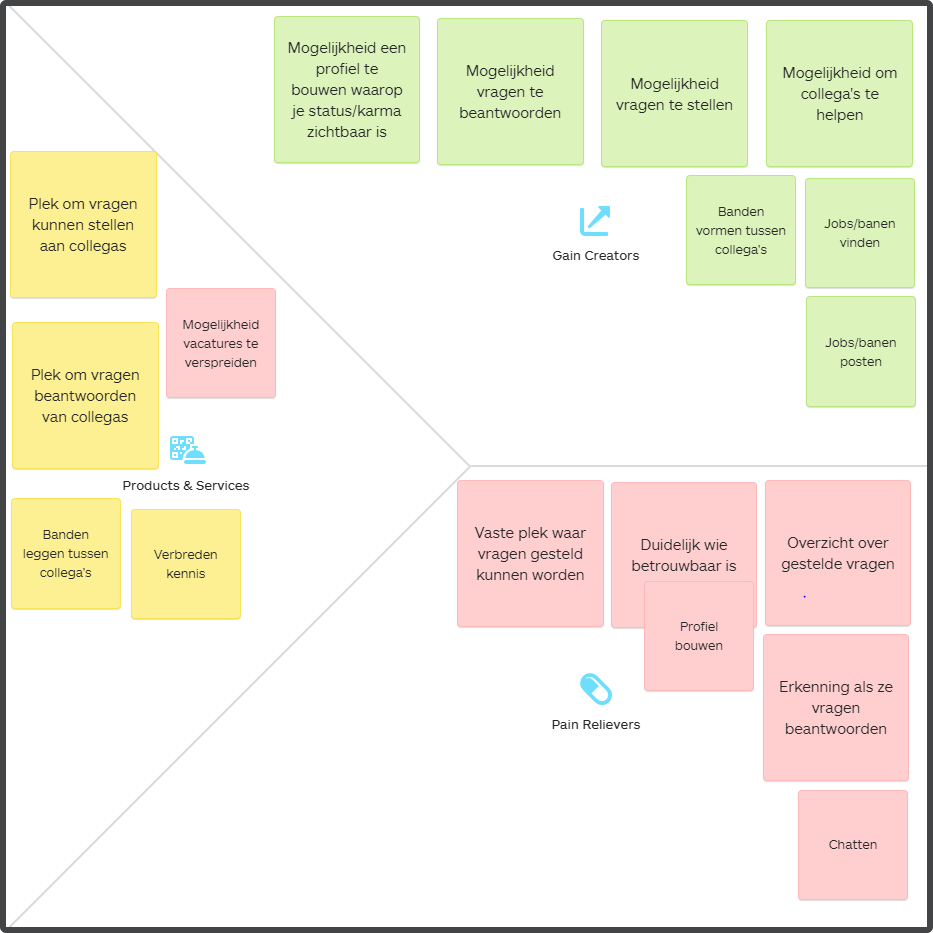 Mogelijkheid een
profiel te
bouwen waarop
je status/karma
zichtbaar is
Mogelijkheid
vragen te
beantwoorden
Mogelijkheid
vragen te stellen
Mogelijkheid om
collega's te
helpen
Banden
vormen tussen
collega's
Jobs/banen
vinden
Jobs/banen
posten
Gain Creators
Plek om vragen
kunnen stellen
aan collegas
Mogelijkheid
vacatures te
verspreiden
Plek om vragen
beantwoorden
van collegas
Products & Services
Banden
leggen tussen
collega's
Verbreden
kennis
Vaste plek waar
vragen gesteld
kunnen worden
Duidelijk wie
betrouwbaar is
Overzicht over
gestelde vragen
Profiel
bouwen
Erkenning als ze
vragen
beantwoorden
Pain Relievers
Chatten